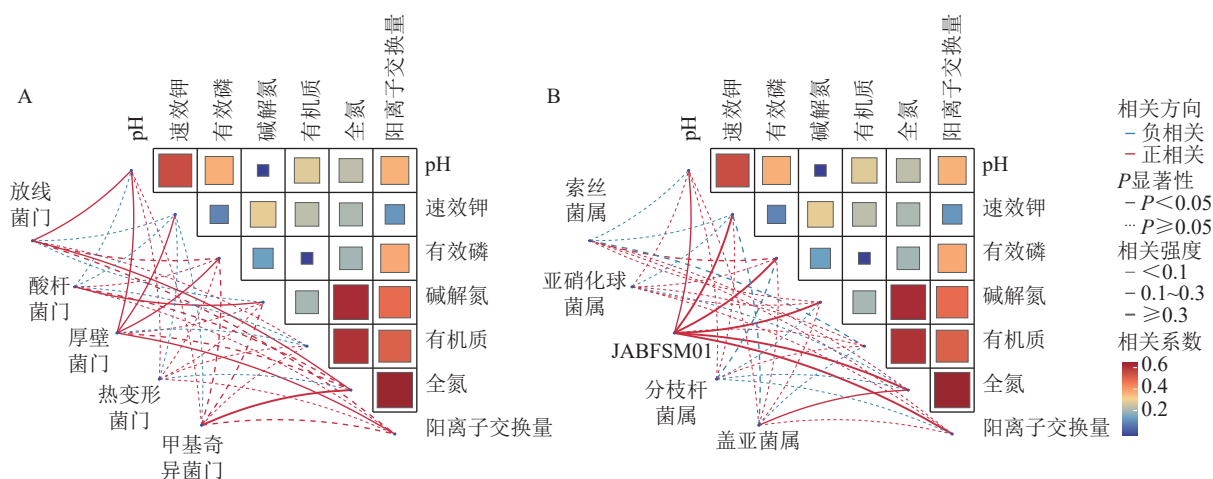 A
pH
速效钾
有效磷
碱解氮
有机质
全氮
阳离子交换量
pH
速效钾
有效磷
碱解氮
有机质
全氮
阳离子交换量
放线
菌门
酸杆
菌门
厚壁
菌门
热变形
菌门
甲基奇
异菌门
B
pH
速效钾
有效磷
碱解氮
有机质
全氮
阳离子交换量
pH
速效钾
有效磷
碱解氮
有机质
全氮
阳离子交换量
索丝
菌属
亚硝化球
菌属
JABFSM01
分枝杆
菌属
盖亚菌属
相关方向
负相关
正相关
P显著性
P＜0.05
P≥0.05
相关强度
＜0.1
0.1~0.3
≥0.3
相关系数
0.6
0.4
0.2